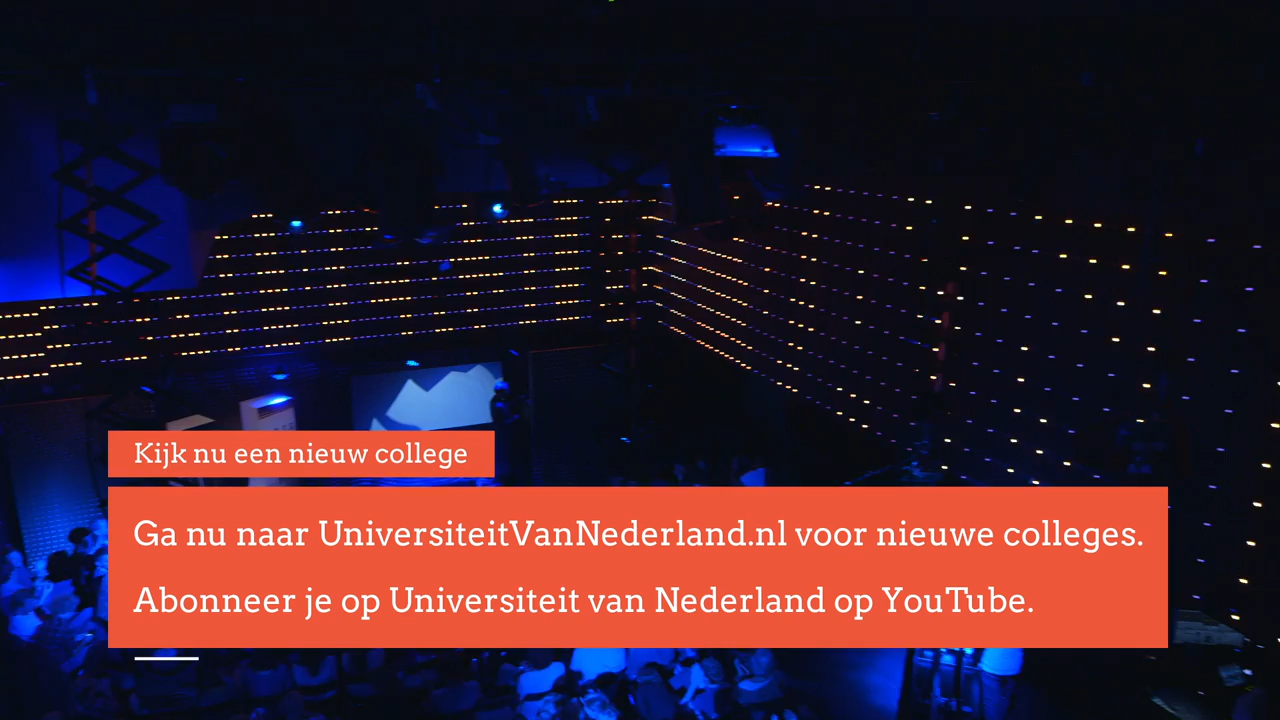 Kijk nu een nieuw college
Ga nu naar UniversiteitVanNederland.nl voor nieuwe colleges.
Abonneer je op Universiteit van Nederland op YouTube.